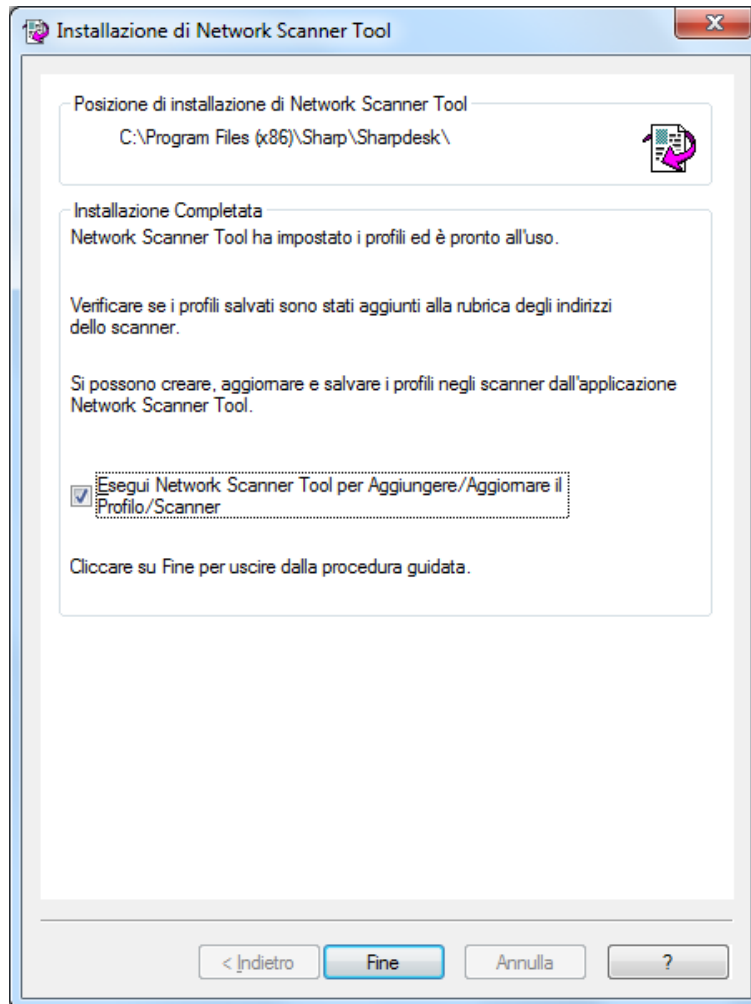 Installazione di Network Scanner Tool
Posizione di installazione di Network Scanner Tool
C:\Program Files (x86)\Sharp\Sharpdesk\
Installazione Completata
Network Scanner Tool ha impostato i profili ed è pronto all'uso.
Verificare se i profili salvati sono stati aggiunti alla rubrica degli indirizzi
dello scanner.
Si possono creare, aggiornare e salvare i profili negli scanner dall'applicazione
Network Scanner Tool.
Esegui Network Scanner Tool per Aggiungere/Aggiornare il
Profilo/Scanner
Cliccare su Fine per uscire dalla procedura guidata.
< Indietro
Fine
Annulla
?